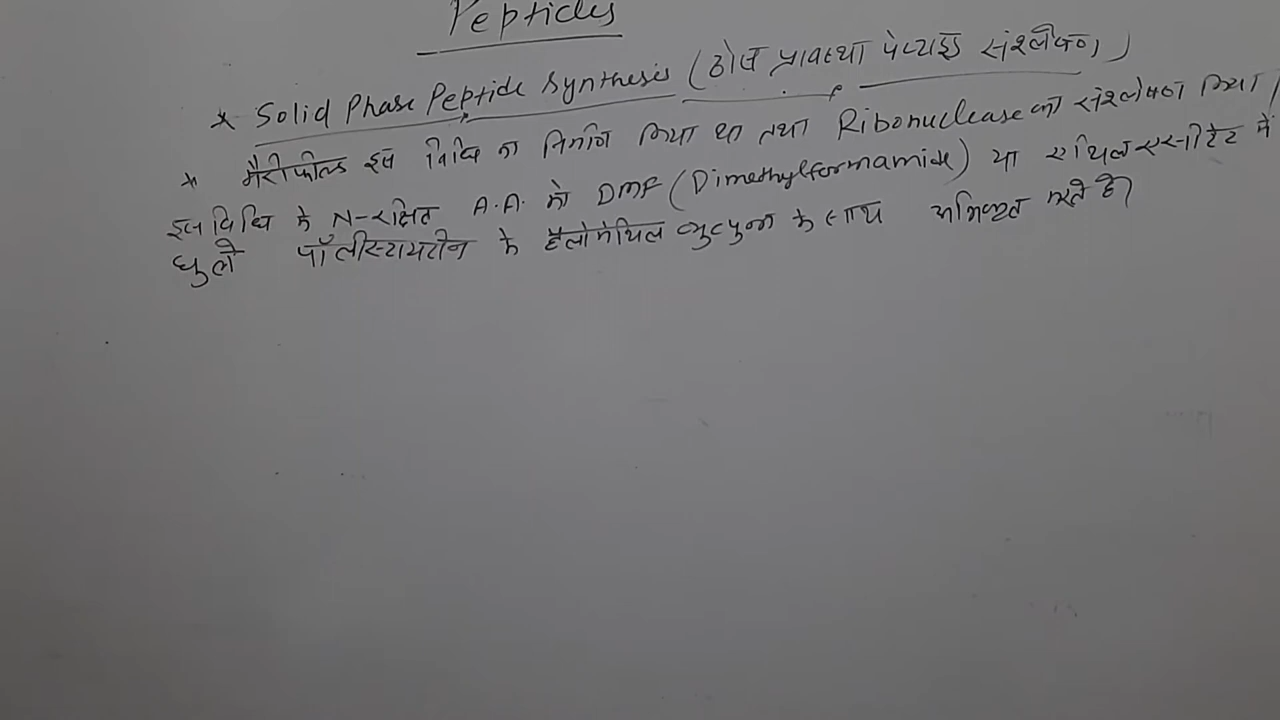 Peptides
* Solid Phase Peptide Synthesis (ठोस प्रावस्था पेप्टाइड संश्लेषण)
* मैरीफील्ड इस विधि का निर्माण किया था तथा Ribonuclease का संश्लेषण किया।
इस विधि में N-रक्षित A.A. को DMF (Dimethylformamide) या एथिल एसीटेट में
घुले पॉलीस्टायरीन के हैलोमेथिल व्युत्पन्न के साथ अभिकृत करते है।